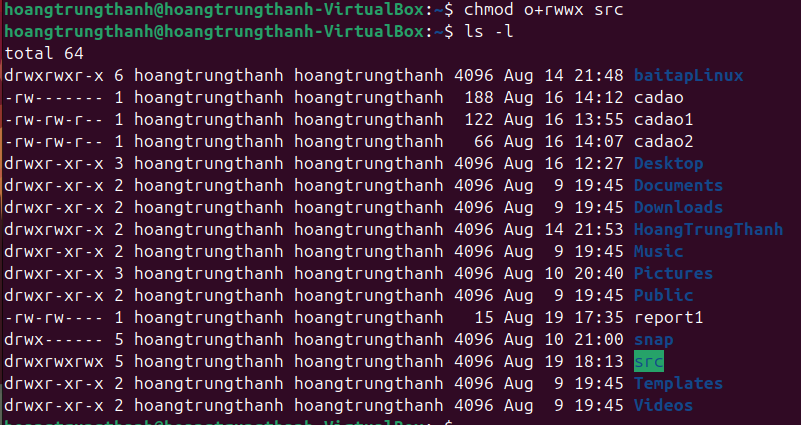 hoangtrungthanh@hoangtrungthanh-VirtualBox:~$ chmod o+rwwx src
hoangtrungthanh@hoangtrungthanh-VirtualBox:~$ ls -l
total 64
drwxrwxr-x 6 hoangtrungthanh hoangtrungthanh 4096 Aug 14 21:48 baitapLinux
-rw------- 1 hoangtrungthanh hoangtrungthanh  188 Aug 16 14:12 cadao
-rw-rw-r-- 1 hoangtrungthanh hoangtrungthanh  122 Aug 16 13:55 cadao1
-rw-rw-r-- 1 hoangtrungthanh hoangtrungthanh   66 Aug 16 14:07 cadao2
drwxr-xr-x 3 hoangtrungthanh hoangtrungthanh 4096 Aug 16 12:27 Desktop
drwxr-xr-x 2 hoangtrungthanh hoangtrungthanh 4096 Aug  9 19:45 Documents
drwxr-xr-x 2 hoangtrungthanh hoangtrungthanh 4096 Aug  9 19:45 Downloads
drwxrwxr-x 2 hoangtrungthanh hoangtrungthanh 4096 Aug 14 21:53 HoangTrungThanh
drwxr-xr-x 2 hoangtrungthanh hoangtrungthanh 4096 Aug  9 19:45 Music
drwxr-xr-x 3 hoangtrungthanh hoangtrungthanh 4096 Aug 10 20:40 Pictures
drwxr-xr-x 2 hoangtrungthanh hoangtrungthanh 4096 Aug  9 19:45 Public
-rw-rw---- 1 hoangtrungthanh hoangtrungthanh   15 Aug 19 17:35 report1
drwx------ 5 hoangtrungthanh hoangtrungthanh 4096 Aug 10 21:00 snap
drwxrwxrwx 5 hoangtrungthanh hoangtrungthanh 4096 Aug 19 18:13 src
drwxr-xr-x 2 hoangtrungthanh hoangtrungthanh 4096 Aug  9 19:45 Templates
drwxr-xr-x 2 hoangtrungthanh hoangtrungthanh 4096 Aug  9 19:45 Videos
hoangtrungthanh@hoangtrungthanh-VirtualBox:~$